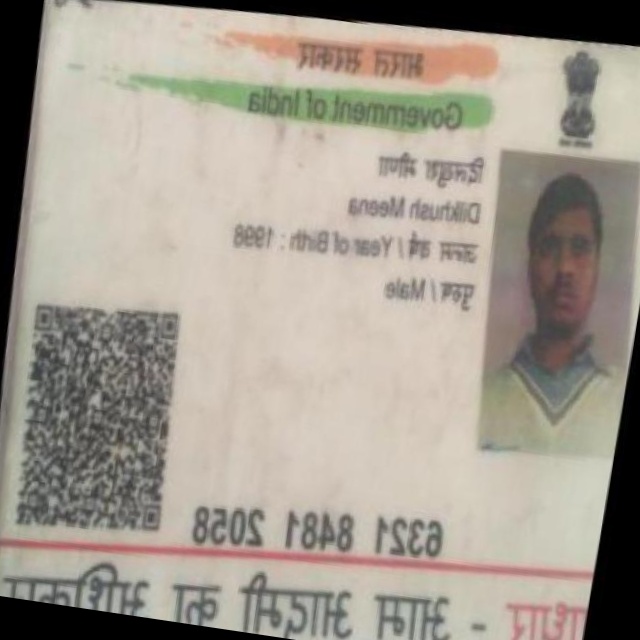 भारत सरकार
Government of India
दिलखुश मीणा
Dilkhush Meena
जन्म वर्ष / Year of Birth : 1998
पुरुष / Male
6321 8481 2058
आधार - आम आदमी का अधिकार